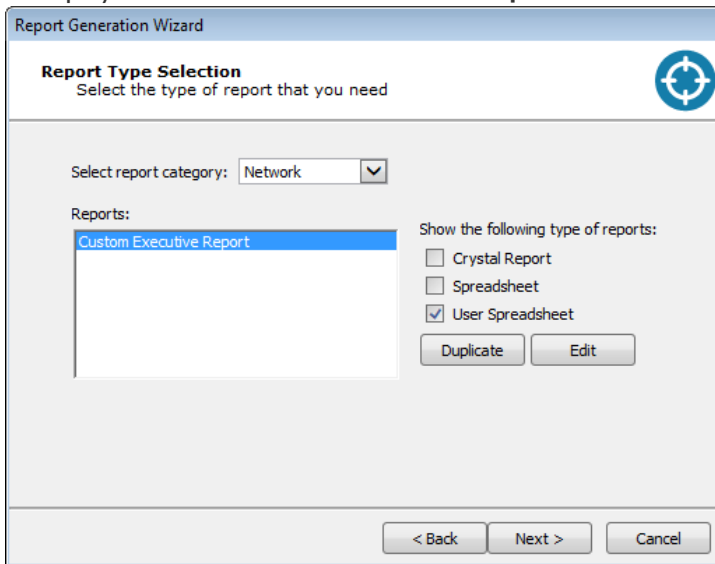 Report Generation Wizard
Report Type Selection
Select the type of report that you need
Select report category: Network
Reports:
Custom Executive Report
Show the following type of reports:
Crystal Report
Spreadsheet
User Spreadsheet
Duplicate Edit
< Back Next > Cancel